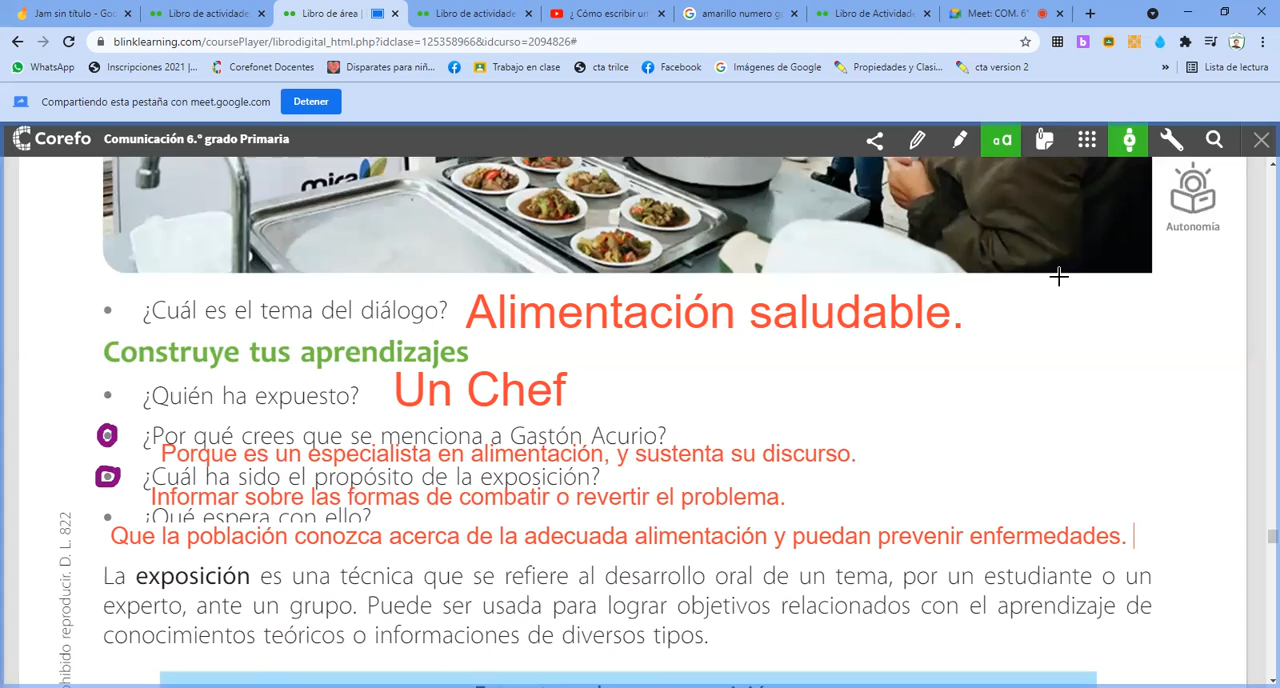 Jam sin título - Goo
Libro de actividade
Libro de área
Libro de actividade
¿ Cómo escribir un
amarillo numero g
Libro de Actividad
Meet: COM. 6°
blinklearning.com/coursePlayer/librodigital_html.php?idclase=125358966&idcurso=2094826#
WhatsApp
Inscripciones 2021 |...
Corefonet Docentes
Disparates para niñ...
Trabajo en clase
cta trilce
Facebook
Imágenes de Google
Propiedades y Clasi...
cta version 2
»
Lista de lectura
Compartiendo esta pestaña con meet.google.com
Detener
Corefo
Comunicación 6.º grado Primaria
a a
mira
Autonomía
• ¿Cuál es el tema del diálogo? Alimentación saludable.
Construye tus aprendizajes
• ¿Quién ha expuesto? Un Chef
¿Por qué crees que se menciona a Gastón Acurio?
Porque es un especialista en alimentación, y sustenta su discurso.
¿Cuál ha sido el propósito de la exposición?
Informar sobre las formas de combatir o revertir el problema.
• ¿Qué espera con ello?
Que la población conozca acerca de la adecuada alimentación y puedan prevenir enfermedades.
La exposición es una técnica que se refiere al desarrollo oral de un tema, por un estudiante o un
experto, ante un grupo. Puede ser usada para lograr objetivos relacionados con el aprendizaje de
conocimientos teóricos o informaciones de diversos tipos.
ohibido reproducir. D. L. 822